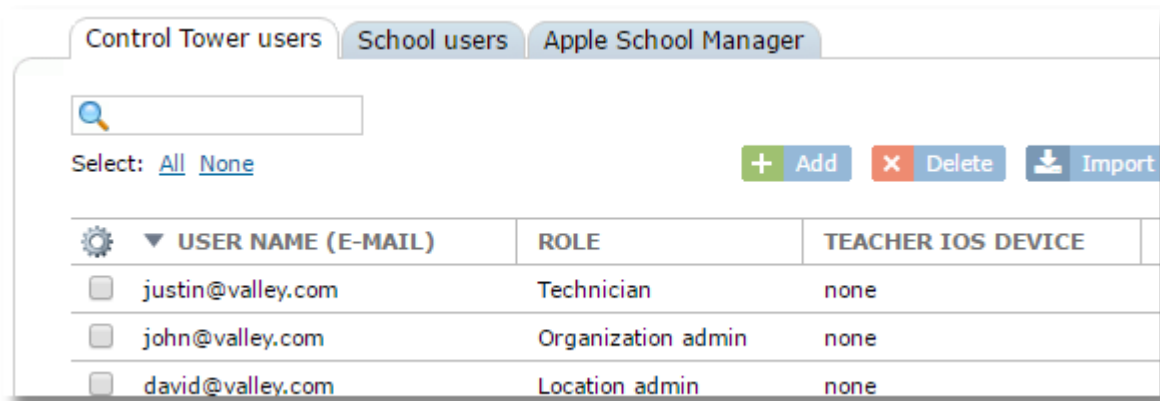 Control Tower users School users Apple School Manager
Select: All None
Add Delete Import
USER NAME (E-MAIL) ROLE TEACHER IOS DEVICE
justin@valley.com Technician none
john@valley.com Organization admin none
david@valley.com Location admin none